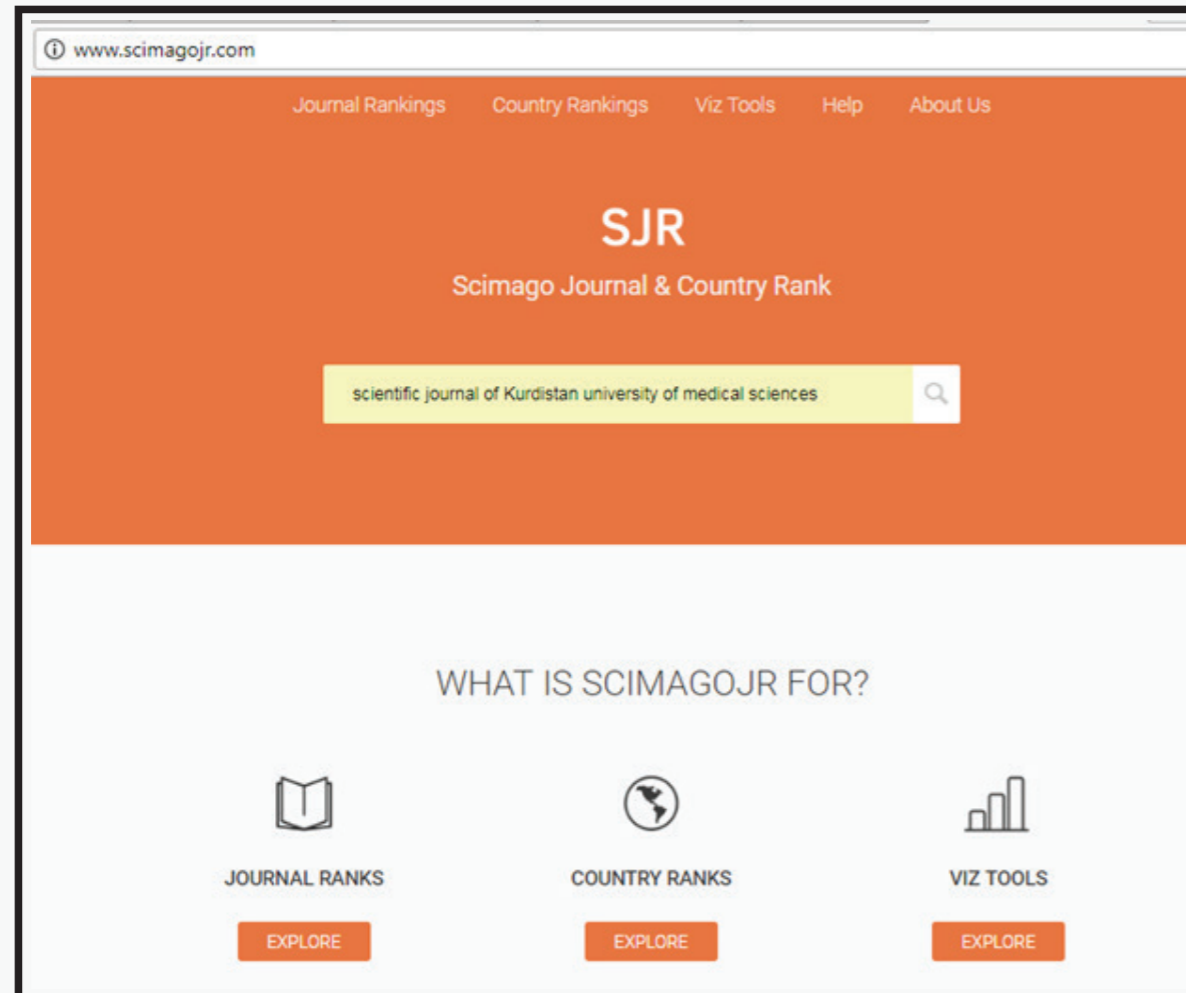 www.scimagojr.com
Journal Rankings Country Rankings Viz Tools Help About Us
SJR
Scimago Journal & Country Rank
scientific journal of Kurdistan university of medical sciences
WHAT IS SCIMAGOJR FOR?
JOURNAL RANKS COUNTRY RANKS VIZ TOOLS
EXPLORE EXPLORE EXPLORE